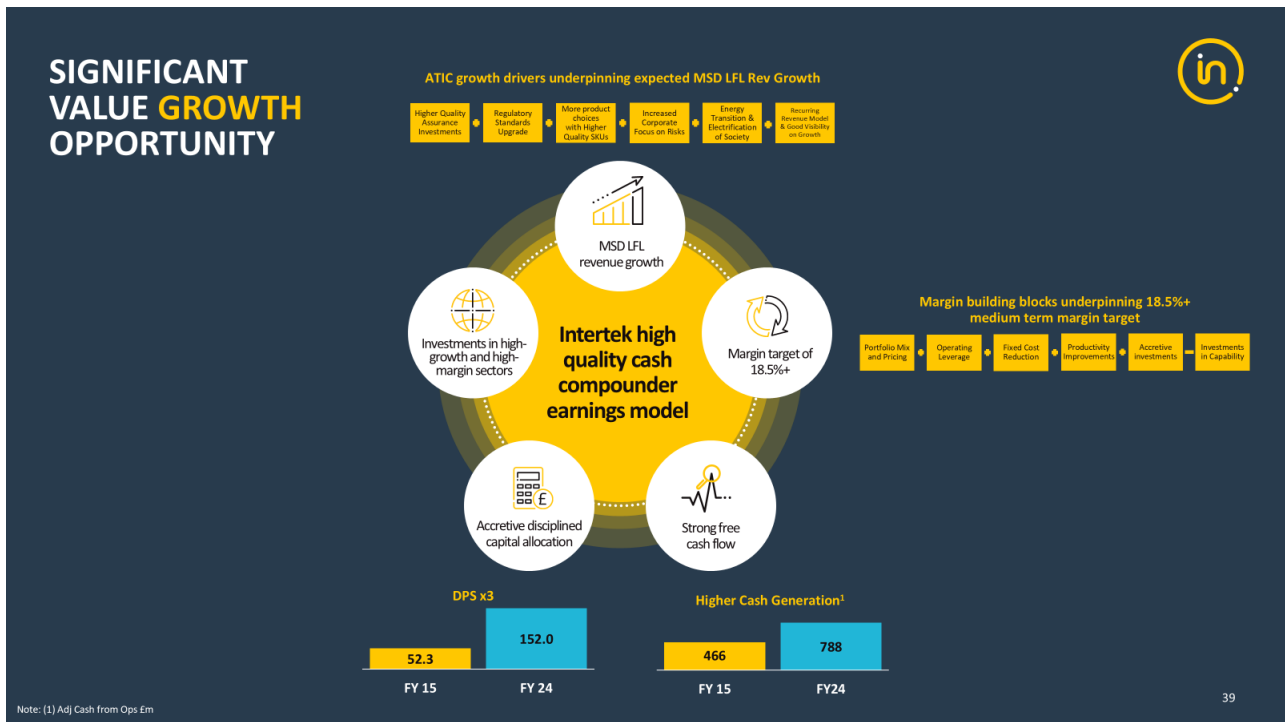 SIGNIFICANT
VALUE GROWTH
OPPORTUNITY
in
ATIC growth drivers underpinning expected MSD LFL Rev Growth
Higher Quality
Assurance
Investments
Regulatory
Standards
Upgrade
More product
choices
with Higher
Quality SKUs
Increased
Corporate
Focus on Risks
Energy
Transition &
Electrification
of Society
Recurring
Revenue Model
& Good Visibility
on Growth
MSD LFL
revenue growth
Investments in high-
growth and high-
margin sectors
Intertek high
quality cash
compounder
earnings model
Margin target of
18.5%+
Margin building blocks underpinning 18.5%+
medium term margin target
Portfolio Mix
and Pricing
Operating
Leverage
Fixed Cost
Reduction
Productivity
Improvements
Accretive
investments
Investments
in Capability
£
Accretive disciplined
capital allocation
Strong free
cash flow
DPS x3
52.3
152.0
FY 15
FY 24
Higher Cash Generation¹
466
788
FY 15
FY24
Note: (1) Adj Cash from Ops £m
39